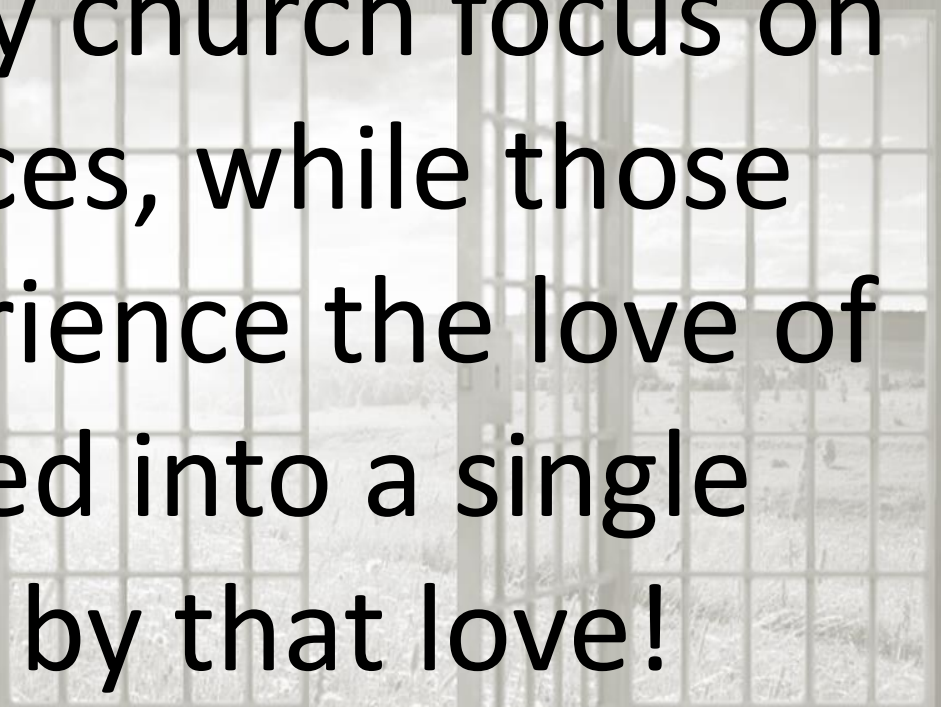 y church focus on
ces, while those
rience the love of
ed into a single
by that love!